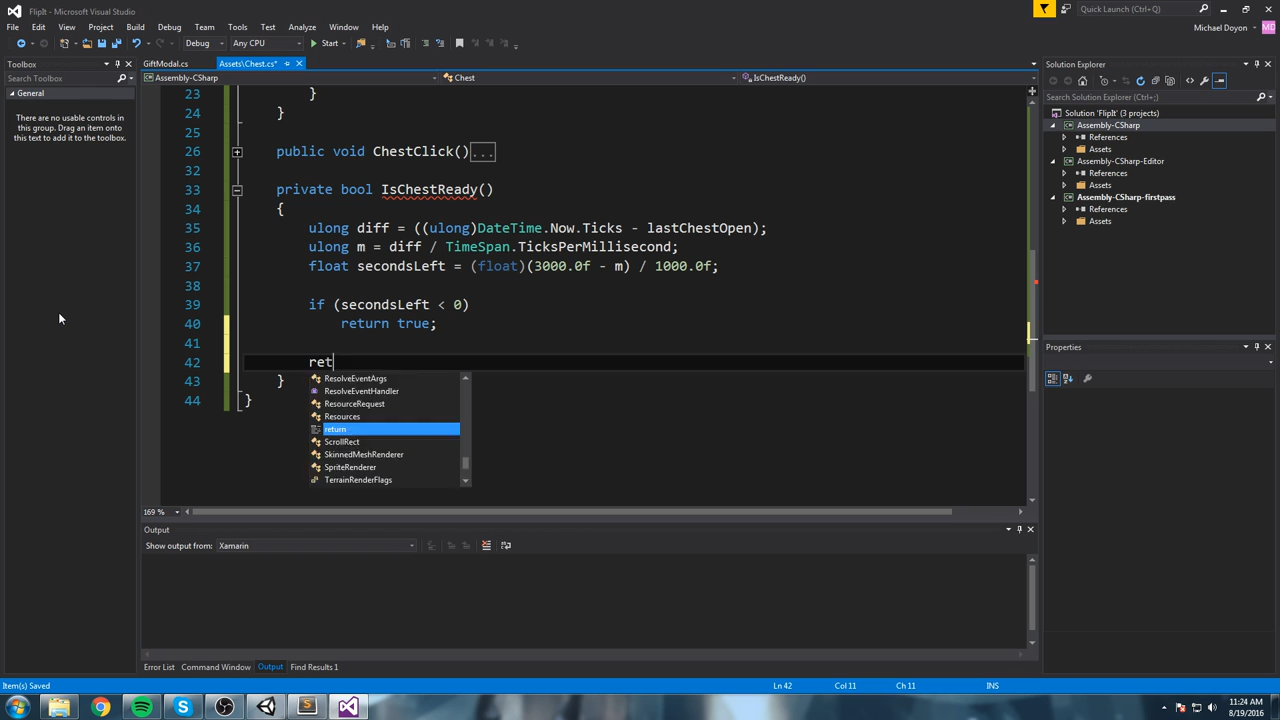 FlipIt - Microsoft Visual Studio
Quick Launch (Ctrl+Q)
File Edit View Project Build Debug Team Tools Test Analyze Window Help
Michael Doyon MD
Debug Any CPU Start
Toolbox
Search Toolbox
General
There are no usable controls in
this group. Drag an item onto
this text to add it to the toolbox.
GiftModal.cs Assets\Chest.cs*
Assembly-CSharp Chest IsChestReady()
23 }
24 }
25
26 public void ChestClick()...
32
33 private bool IsChestReady()
34 {
35 ulong diff = ((ulong)DateTime.Now.Ticks - lastChestOpen);
36 ulong m = diff / TimeSpan.TicksPerMillisecond;
37 float secondsLeft = (float)(3000.0f - m) / 1000.0f;
38
39 if (secondsLeft < 0)
40 return true;
41
42 ret
43 }
44 }
ResolveEventArgs
ResolveEventHandler
ResourceRequest
Resources
return
ScrollRect
SkinnedMeshRenderer
SpriteRenderer
TerrainRenderFlags
169 %
Output
Show output from: Xamarin
Error List Command Window Output Find Results 1
Solution Explorer
Search Solution Explorer (Ctrl+;)
Solution 'FlipIt' (3 projects)
Assembly-CSharp
References
Assets
Assembly-CSharp-Editor
References
Assets
Assembly-CSharp-firstpass
References
Assets
Properties
Item(s) Saved Ln 42 Col 11 Ch 11 INS
11:24 AM
8/19/2016